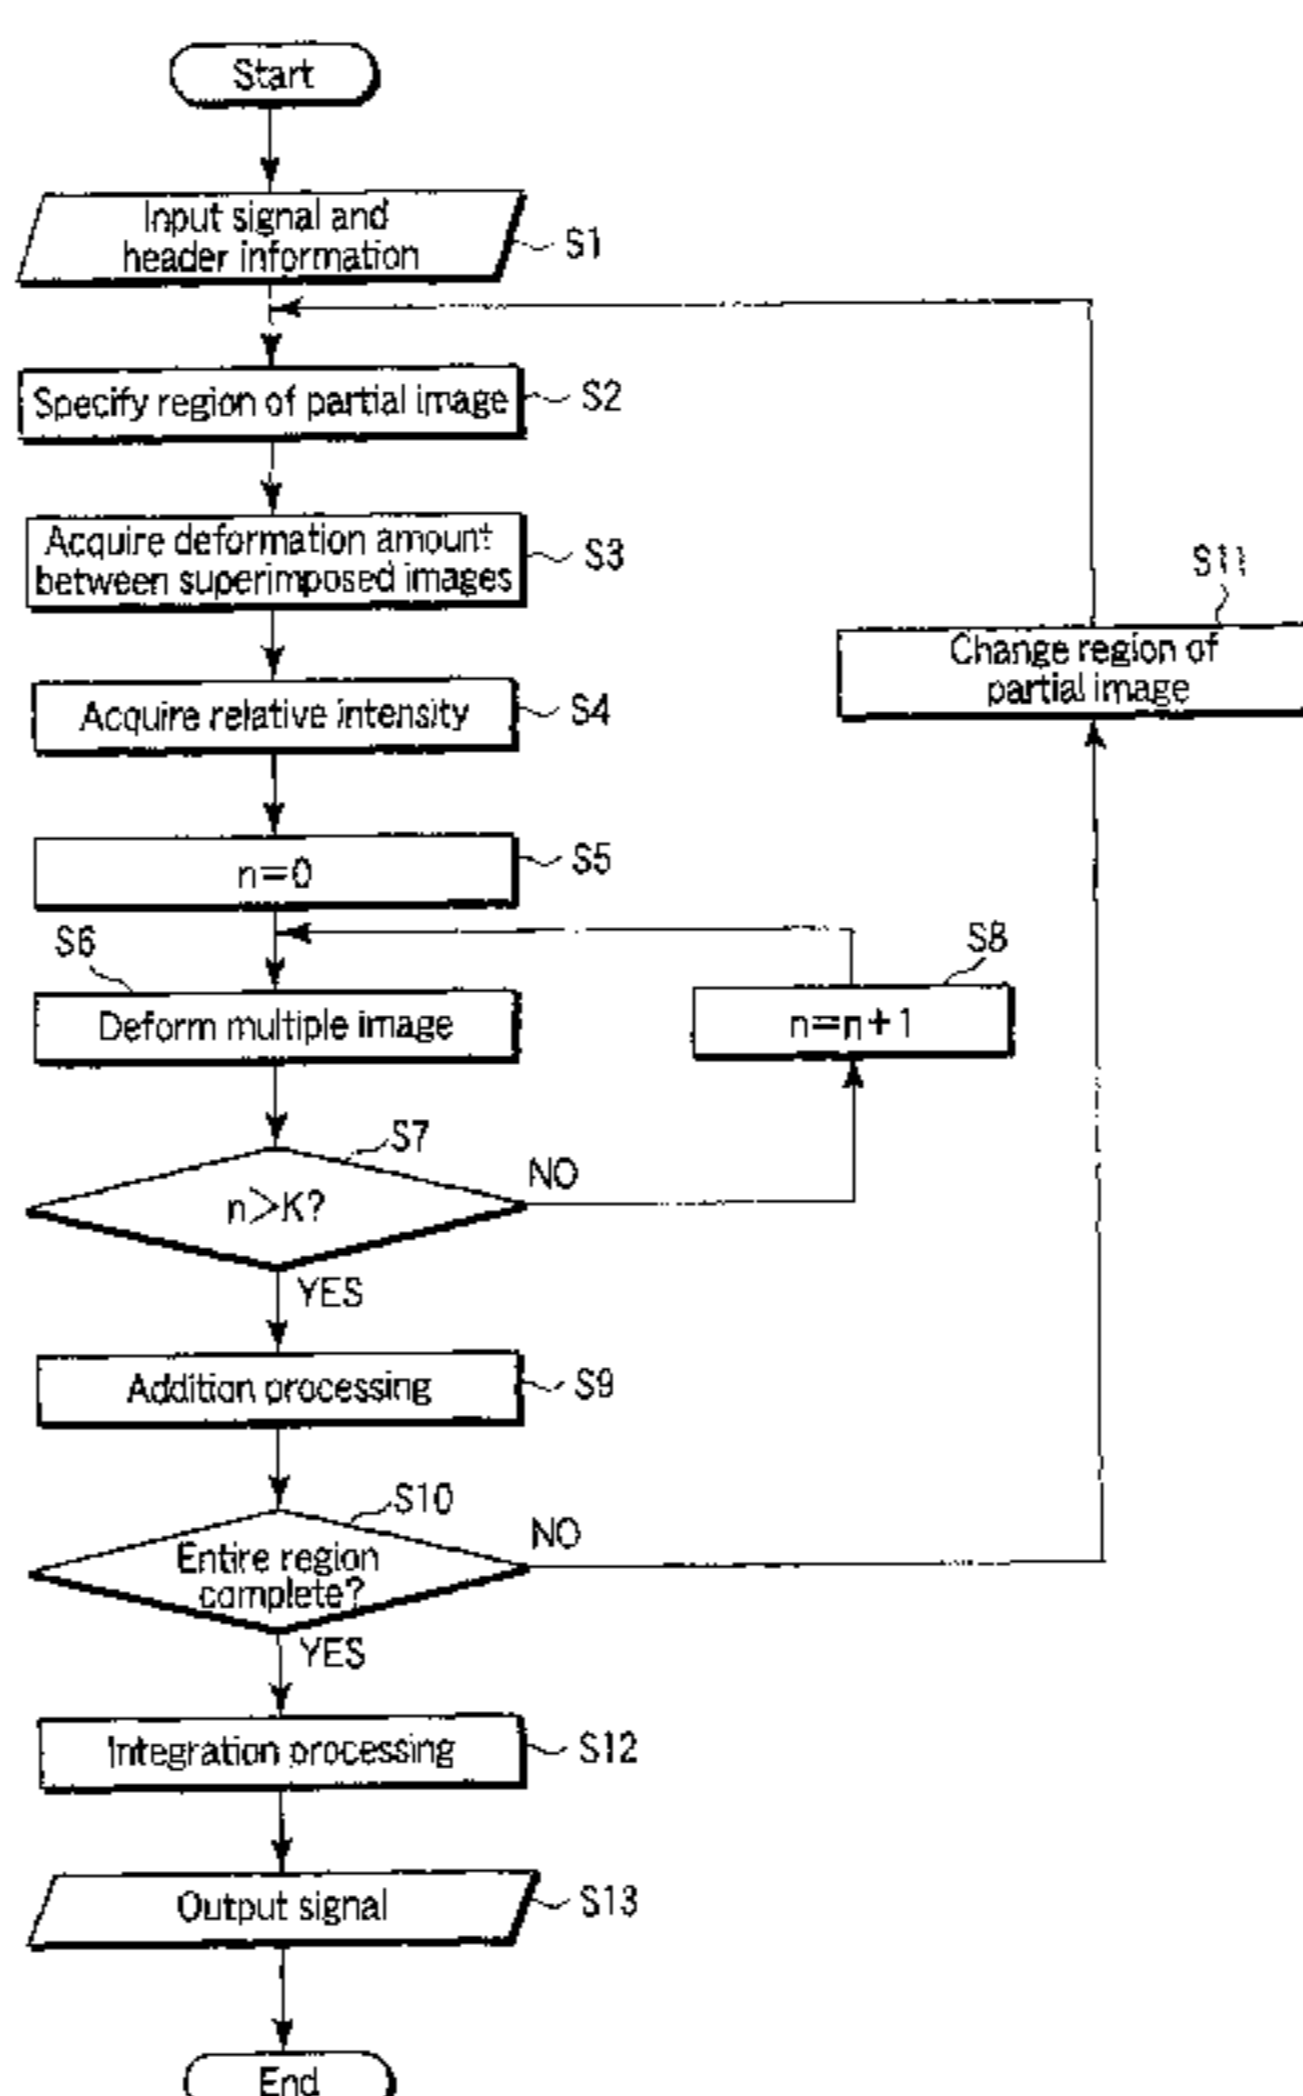 Start
Input signal and
header information
S1
Specify region of partial image
S2
Acquire deformation amount
between superimposed images
S3
S11
Change region of
partial image
Acquire relative intensity
S4
n=0
S5
S6
Deform multiple image
S8
n=n+1
S7
n>K?
NO
YES
Addition processing
S9
S10
Entire region
complete?
NO
YES
Integration processing
S12
Output signal
S13
End